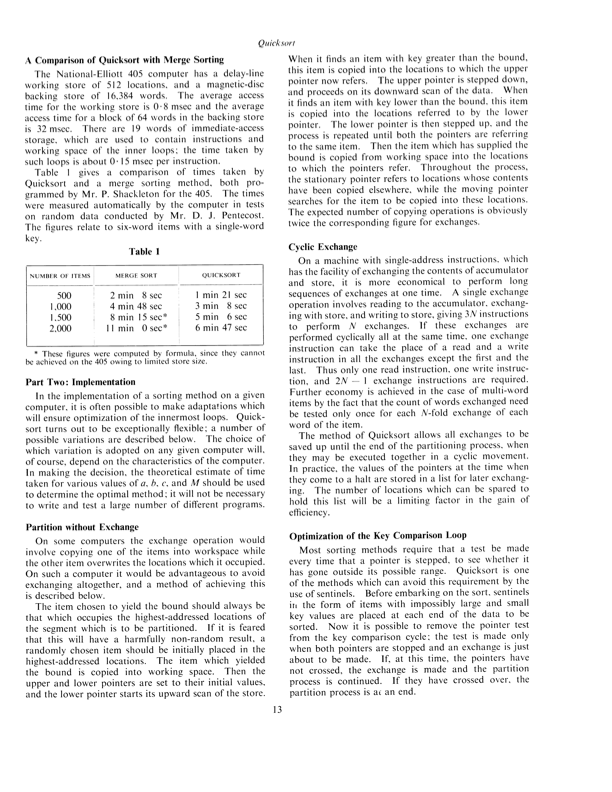 Quicksort
A Comparison of Quicksort with Merge Sorting
The National-Elliott 405 computer has a delay-line
working store of 512 locations, and a magnetic-disc
backing store of 16,384 words. The average access
time for the working store is 0·8 msec and the average
access time for a block of 64 words in the backing store
is 32 msec. There are 19 words of immediate-access
storage, which are used to contain instructions and
working space of the inner loops; the time taken by
such loops is about 0·15 msec per instruction.
Table 1 gives a comparison of times taken by
Quicksort and a merge sorting method, both pro-
grammed by Mr. P. Shackleton for the 405. The times
were measured automatically by the computer in tests
on random data conducted by Mr. D. J. Pentecost.
The figures relate to six-word items with a single-word
key.
Table 1
NUMBER OF ITEMS MERGE SORT QUICKSORT
500 2 min 8 sec 1 min 21 sec
1,000 4 min 48 sec 3 min 8 sec
1,500 8 min 15 sec* 5 min 6 sec
2,000 11 min 0 sec* 6 min 47 sec
* These figures were computed by formula, since they cannot
be achieved on the 405 owing to limited store size.
Part Two: Implementation
In the implementation of a sorting method on a given
computer, it is often possible to make adaptations which
will ensure optimization of the innermost loops. Quick-
sort turns out to be exceptionally flexible; a number of
possible variations are described below. The choice of
which variation is adopted on any given computer will,
of course, depend on the characteristics of the computer.
In making the decision, the theoretical estimate of time
taken for various values of a, b, c, and M should be used
to determine the optimal method; it will not be necessary
to write and test a large number of different programs.
Partition without Exchange
On some computers the exchange operation would
involve copying one of the items into workspace while
the other item overwrites the locations which it occupied.
On such a computer it would be advantageous to avoid
exchanging altogether, and a method of achieving this
is described below.
The item chosen to yield the bound should always be
that which occupies the highest-addressed locations of
the segment which is to be partitioned. If it is feared
that this will have a harmfully non-random result, a
randomly chosen item should be initially placed in the
highest-addressed locations. The item which yielded
the bound is copied into working space. Then the
upper and lower pointers are set to their initial values,
and the lower pointer starts its upward scan of the store.
When it finds an item with key greater than the bound,
this item is copied into the locations to which the upper
pointer now refers. The upper pointer is stepped down,
and proceeds on its downward scan of the data. When
it finds an item with key lower than the bound, this item
is copied into the locations referred to by the lower
pointer. The lower pointer is then stepped up, and the
process is repeated until both the pointers are referring
to the same item. Then the item which has supplied the
bound is copied from working space into the locations
to which the pointers refer. Throughout the process,
the stationary pointer refers to locations whose contents
have been copied elsewhere, while the moving pointer
searches for the item to be copied into these locations.
The expected number of copying operations is obviously
twice the corresponding figure for exchanges.
Cyclic Exchange
On a machine with single-address instructions, which
has the facility of exchanging the contents of accumulator
and store, it is more economical to perform long
sequences of exchanges at one time. A single exchange
operation involves reading to the accumulator, exchang-
ing with store, and writing to store, giving 3N instructions
to perform N exchanges. If these exchanges are
performed cyclically all at the same time, one exchange
instruction can take the place of a read and a write
instruction in all the exchanges except the first and the
last. Thus only one read instruction, one write instruc-
tion, and 2N − 1 exchange instructions are required.
Further economy is achieved in the case of multi-word
items by the fact that the count of words exchanged need
be tested only once for each N-fold exchange of each
word of the item.
The method of Quicksort allows all exchanges to be
saved up until the end of the partitioning process, when
they may be executed together in a cyclic movement.
In practice, the values of the pointers at the time when
they come to a halt are stored in a list for later exchang-
ing. The number of locations which can be spared to
hold this list will be a limiting factor in the gain of
efficiency.
Optimization of the Key Comparison Loop
Most sorting methods require that a test be made
every time that a pointer is stepped, to see whether it
has gone outside its possible range. Quicksort is one
of the methods which can avoid this requirement by the
use of sentinels. Before embarking on the sort, sentinels
in the form of items with impossibly large and small
key values are placed at each end of the data to be
sorted. Now it is possible to remove the pointer test
from the key comparison cycle; the test is made only
when both pointers are stopped and an exchange is just
about to be made. If, at this time, the pointers have
not crossed, the exchange is made and the partition
process is continued. If they have crossed over, the
partition process is at an end.
13